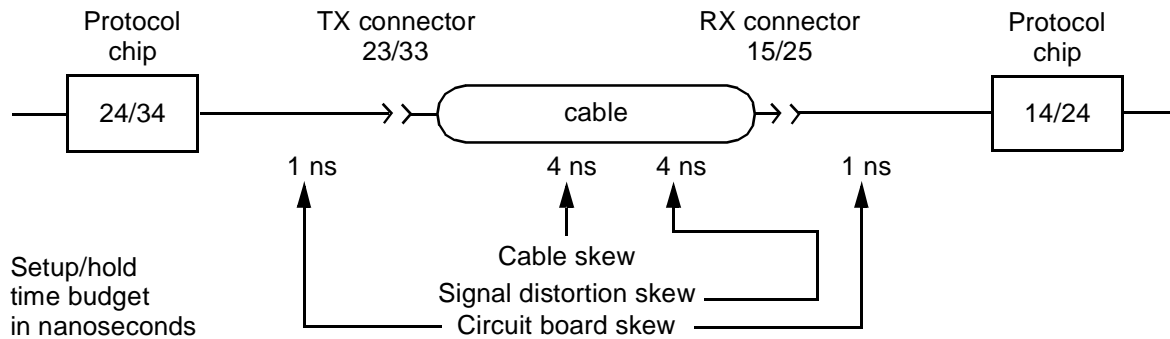 Protocol
chip
TX connector
23/33
RX connector
15/25
Protocol
chip
24/34
cable
14/24
1 ns
4 ns
4 ns
1 ns
Cable skew
Signal distortion skew
Circuit board skew
Setup/hold
time budget
in nanoseconds